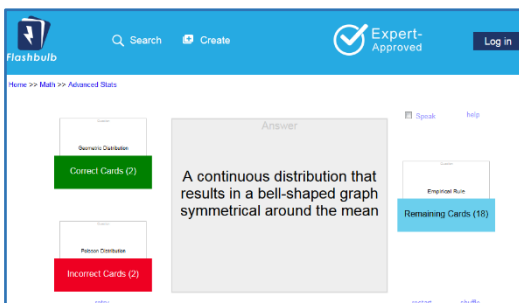 Flashbulb
Search
Create
Expert-
Approved
Log in
Home >> Math >> Advanced Stats
Geometric Distribution
Correct Cards (2)
Poisson Distribution
Incorrect Cards (2)
Answer
A continuous distribution that
results in a bell-shaped graph
symmetrical around the mean
Speak
help
Empirical Rule
Remaining Cards (18)